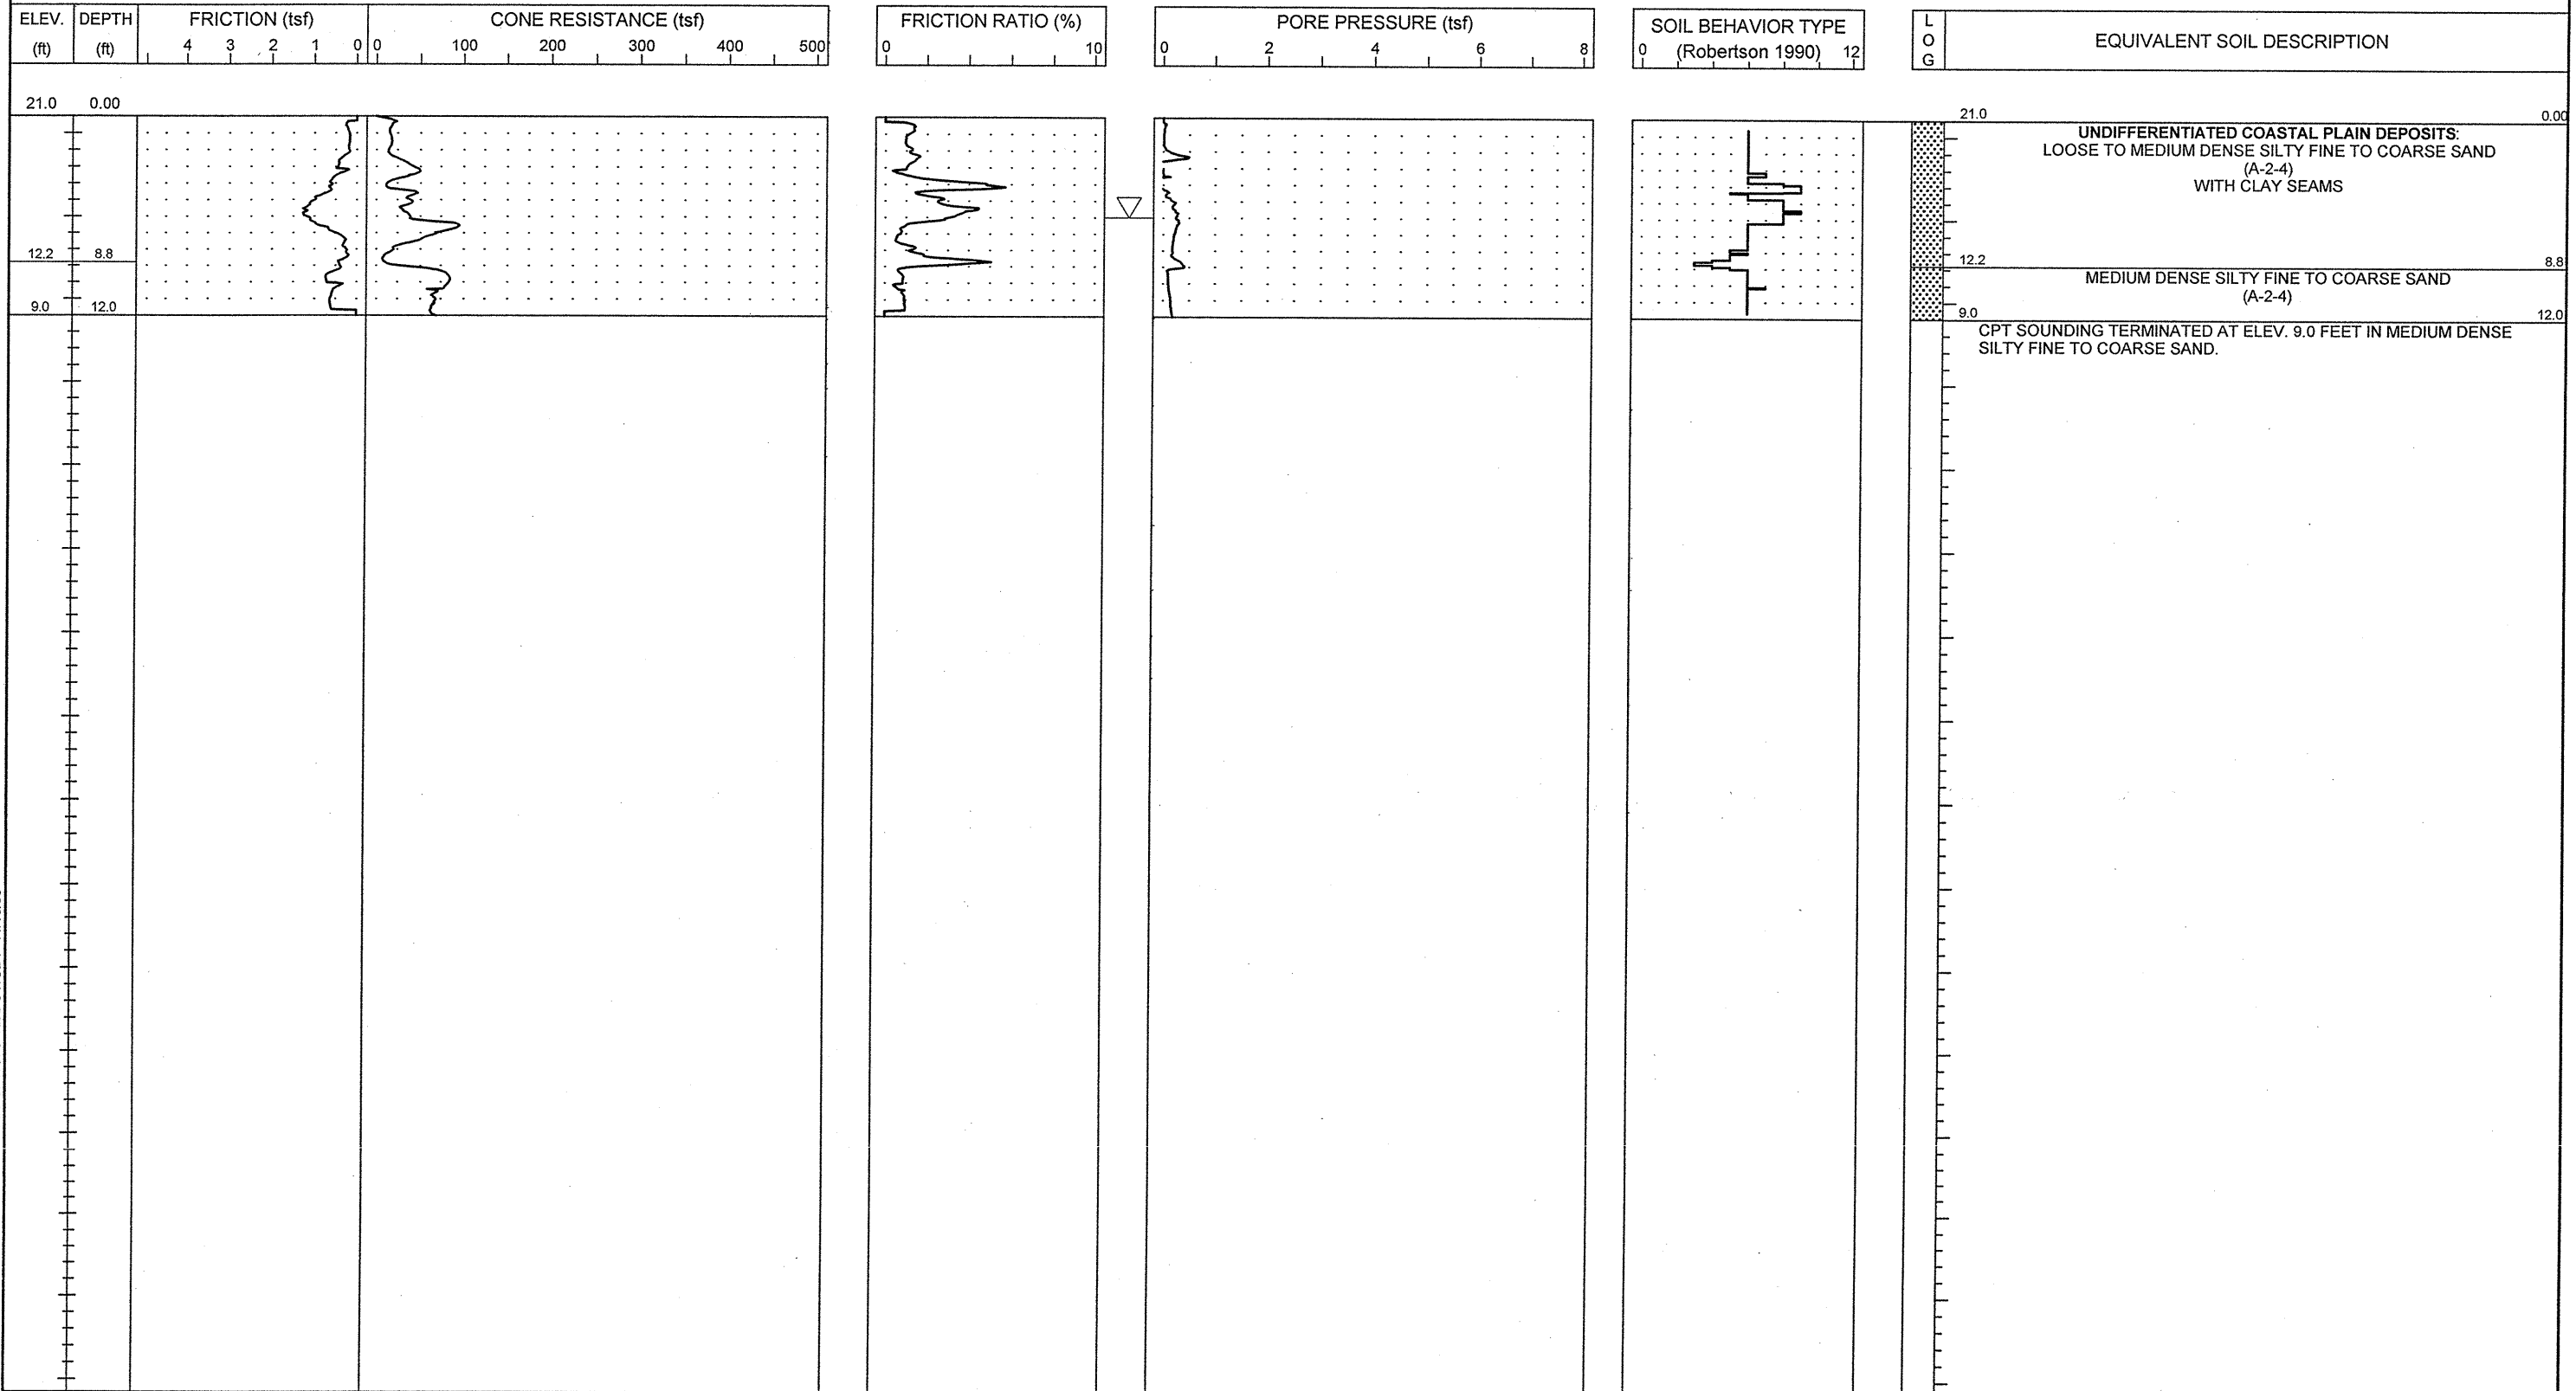 ELEV. (ft)
DEPTH (ft)
FRICTION (tsf)
4 3 2 1 0
CONE RESISTANCE (tsf)
0 100 200 300 400 500
FRICTION RATIO (%)
0 10
PORE PRESSURE (tsf)
0 2 4 6 8
SOIL BEHAVIOR TYPE
(Robertson 1990)
0 12
LOG
EQUIVALENT SOIL DESCRIPTION
21.0 0.00
12.2 8.8
9.0 12.0
21.0 0.00
UNDIFFERENTIATED COASTAL PLAIN DEPOSITS:
LOOSE TO MEDIUM DENSE SILTY FINE TO COARSE SAND
(A-2-4)
WITH CLAY SEAMS
12.2 8.8
MEDIUM DENSE SILTY FINE TO COARSE SAND
(A-2-4)
9.0 12.0
CPT SOUNDING TERMINATED AT ELEV. 9.0 FEET IN MEDIUM DENSE
SILTY FINE TO COARSE SAND.